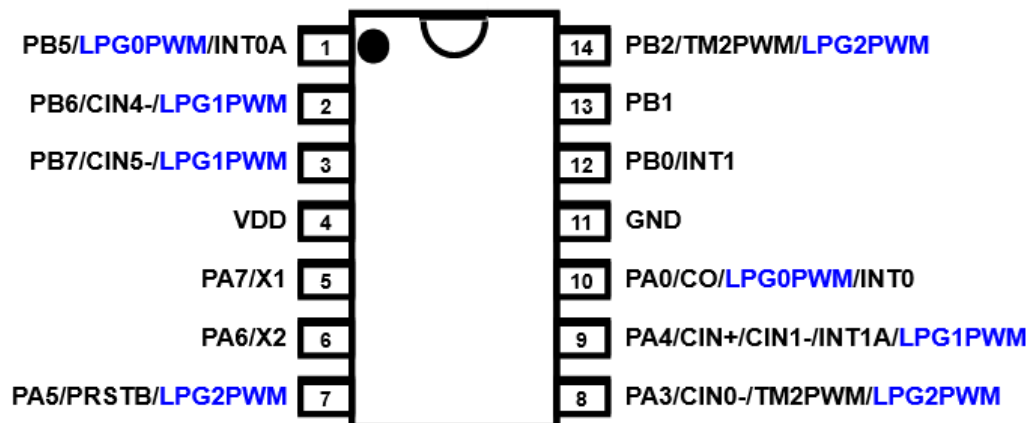 PB5/LPG0PWM/INT0A 1 14 PB2/TM2PWM/LPG2PWM
PB6/CIN4-/LPG1PWM 2 13 PB1
PB7/CIN5-/LPG1PWM 3 12 PB0/INT1
VDD 4 11 GND
PA7/X1 5 10 PA0/CO/LPG0PWM/INT0
PA6/X2 6 9 PA4/CIN+/CIN1-/INT1A/LPG1PWM
PA5/PRSTB/LPG2PWM 7 8 PA3/CIN0-/TM2PWM/LPG2PWM